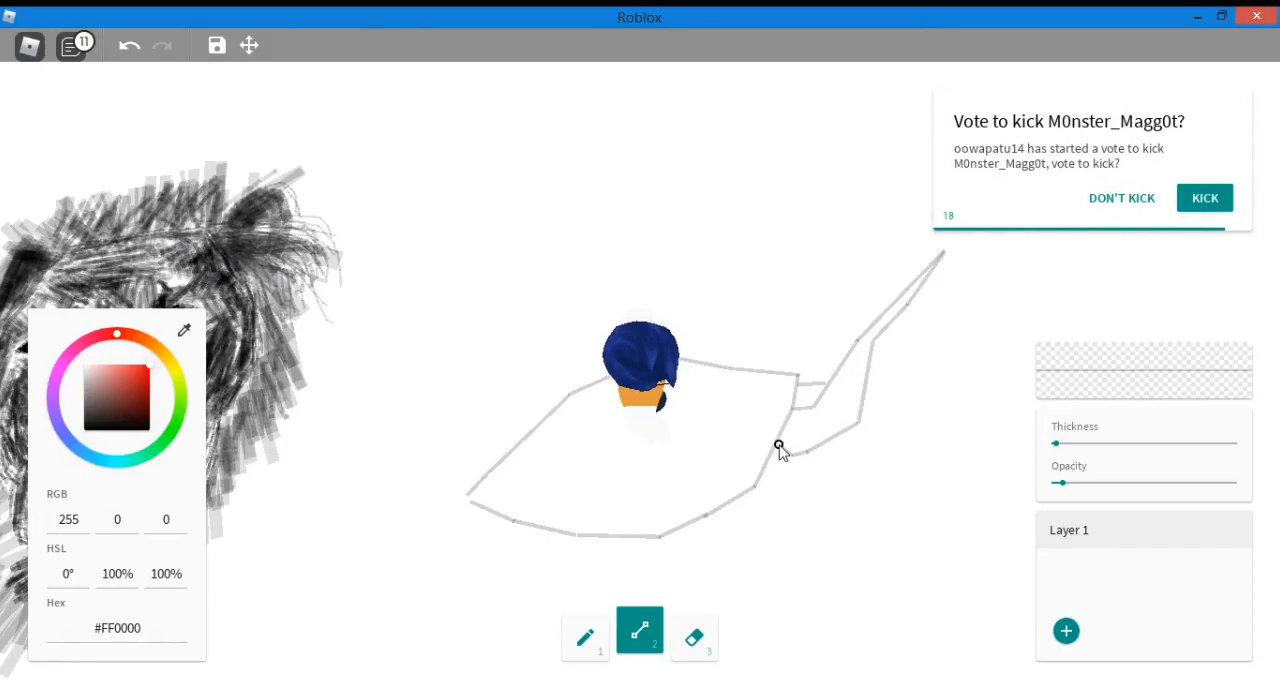 Roblox
11
Vote to kick M0nster_Magg0t?
oowapatu14 has started a vote to kick
M0nster_Magg0t, vote to kick?
DON'T KICK KICK
18
RGB
255 0 0
HSL
0° 100% 100%
Hex
#FF0000
Thickness
Opacity
Layer 1
1 2 3